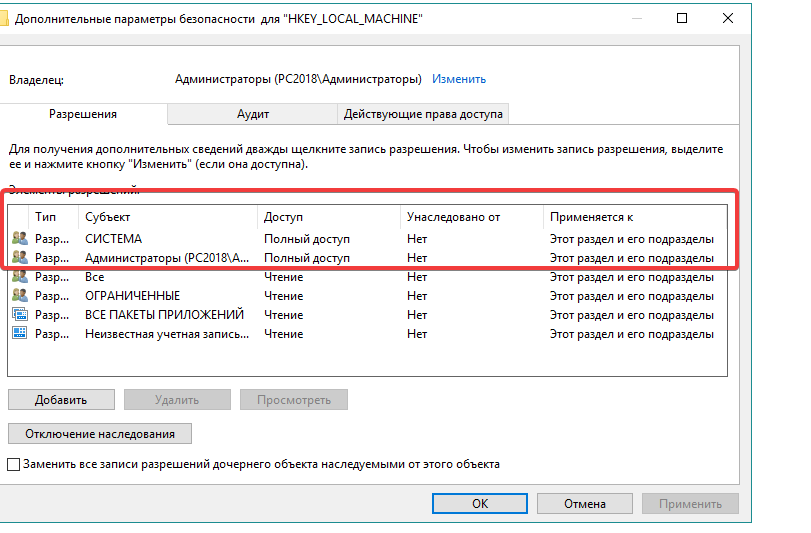 Дополнительные параметры безопасности для "HKEY_LOCAL_MACHINE"
Владелец: Администраторы (PC2018\Администраторы) Изменить
Разрешения Аудит Действующие права доступа
Для получения дополнительных сведений дважды щелкните запись разрешения. Чтобы изменить запись разрешения, выделите
ее и нажмите кнопку "Изменить" (если она доступна).
Элементы разрешений:
Тип Субъект Доступ Унаследовано от Применяется к
Разр... СИСТЕМА Полный доступ Нет Этот раздел и его подразделы
Разр... Администраторы (PC2018\А... Полный доступ Нет Этот раздел и его подразделы
Разр... Все Чтение Нет Этот раздел и его подразделы
Разр... ОГРАНИЧЕННЫЕ Чтение Нет Этот раздел и его подразделы
Разр... ВСЕ ПАКЕТЫ ПРИЛОЖЕНИЙ Чтение Нет Этот раздел и его подразделы
Разр... Неизвестная учетная запись... Чтение Нет Этот раздел и его подразделы
Добавить Удалить Просмотреть
Отключение наследования
Заменить все записи разрешений дочернего объекта наследуемыми от этого объекта
ОК Отмена Применить